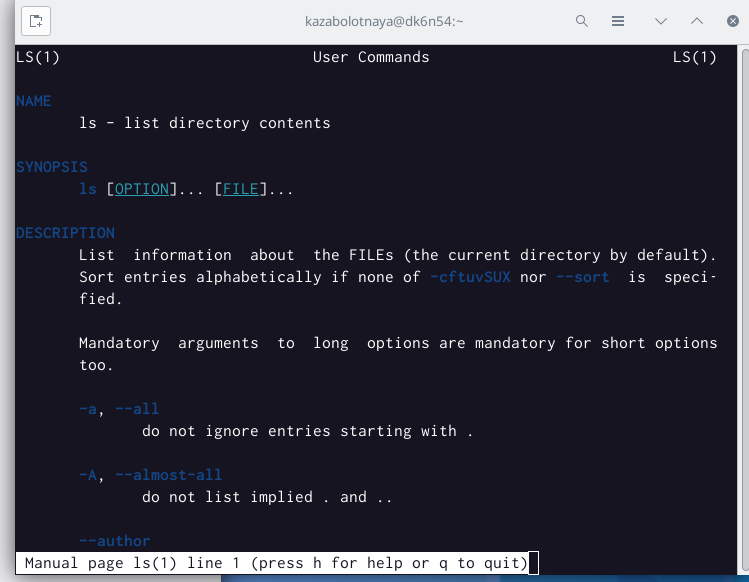 kazabolotnaya@dk6n54:~
LS(1) User Commands LS(1)
NAME
ls - list directory contents
SYNOPSIS
ls [OPTION]... [FILE]...
DESCRIPTION
List information about the FILEs (the current directory by default).
Sort entries alphabetically if none of -cftuvSUX nor --sort is speci-
fied.
Mandatory arguments to long options are mandatory for short options
too.
-a, --all
do not ignore entries starting with .
-A, --almost-all
do not list implied . and ..
--author
Manual page ls(1) line 1 (press h for help or q to quit)